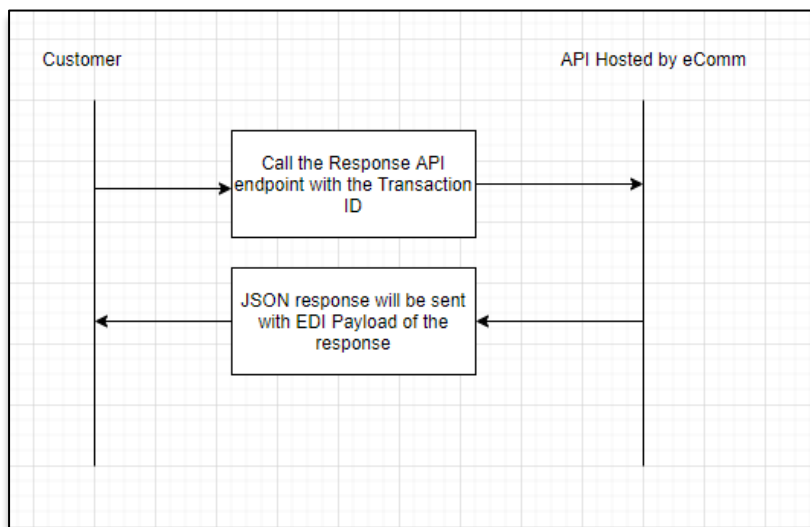 Customer
API Hosted by eComm
Call the Response API
endpoint with the Transaction
ID
JSON response will be sent
with EDI Payload of the
response